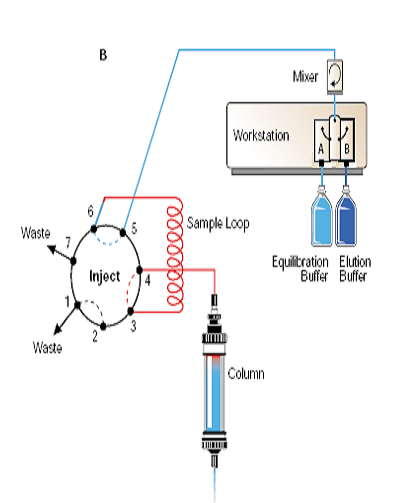 B
Mixer
Workstation
A
B
6
5
Sample Loop
Waste
7
Inject
4
Equilibration
Buffer
Elution
Buffer
1
3
2
Waste
Column